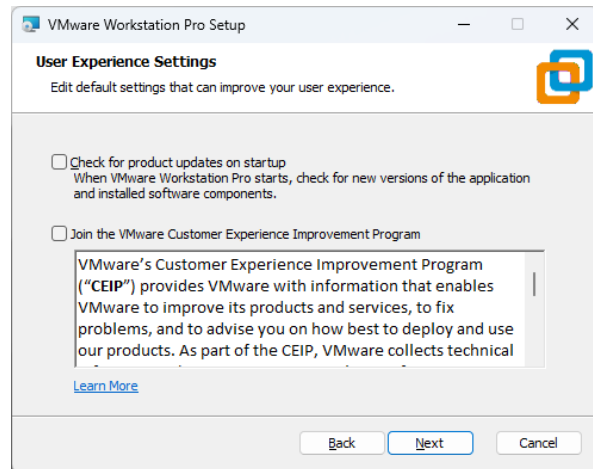 VMware Workstation Pro Setup
User Experience Settings
Edit default settings that can improve your user experience.
Check for product updates on startup
When VMware Workstation Pro starts, check for new versions of the application
and installed software components.
Join the VMware Customer Experience Improvement Program
VMware's Customer Experience Improvement Program
("CEIP") provides VMware with information that enables
VMware to improve its products and services, to fix
problems, and to advise you on how best to deploy and use
our products. As part of the CEIP, VMware collects technical
Learn More
Back Next Cancel